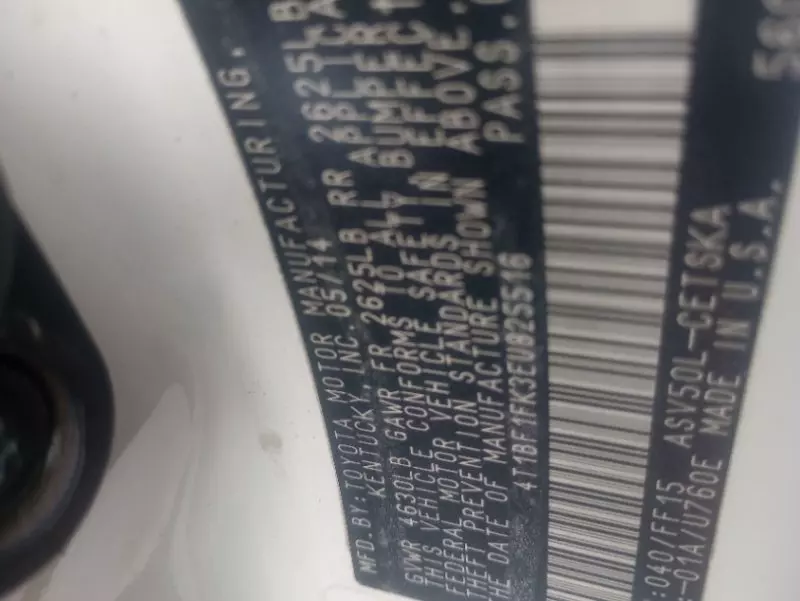 MFD.BY:TOYOTA MOTOR MANUFACTURING,
KENTUCKY,INC.05/14
GVWR 4630LB GAWR FR 2625LB RR 2625LB
THIS VEHICLE CONFORMS TO ALL APPLICA
FEDERAL MOTOR VEHICLE SAFETY BUMPER
THEFT PREVENTION STANDARDS IN EFFECT
THE DATE OF MANUFACTURE SHOWN ABOVE.
4T1BF1FK3EU825516 PASS.
:040/FF15 ASV50L-CETSKA
:-01A/U760E MADE IN U.S.A.